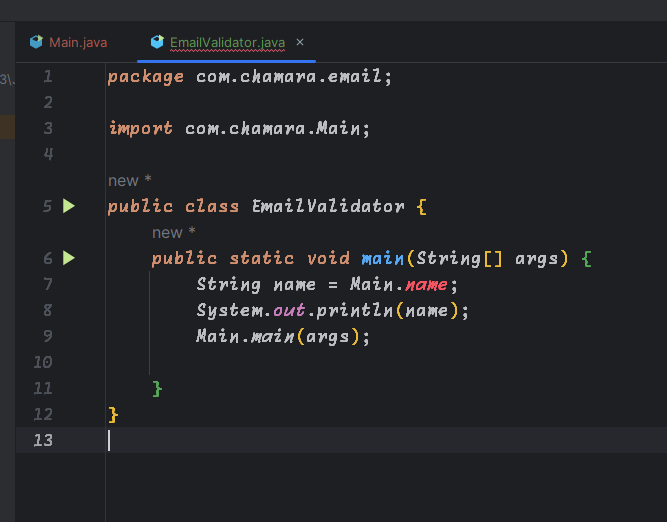 Main.java EmailValidator.java ×
3\.
1 package com.chamara.email;
2
3 import com.chamara.Main;
4
new *
5 public class EmailValidator {
new *
6 public static void main(String[] args) {
7 String name = Main.name;
8 System.out.println(name);
9 Main.main(args);
10
11 }
12 }
13